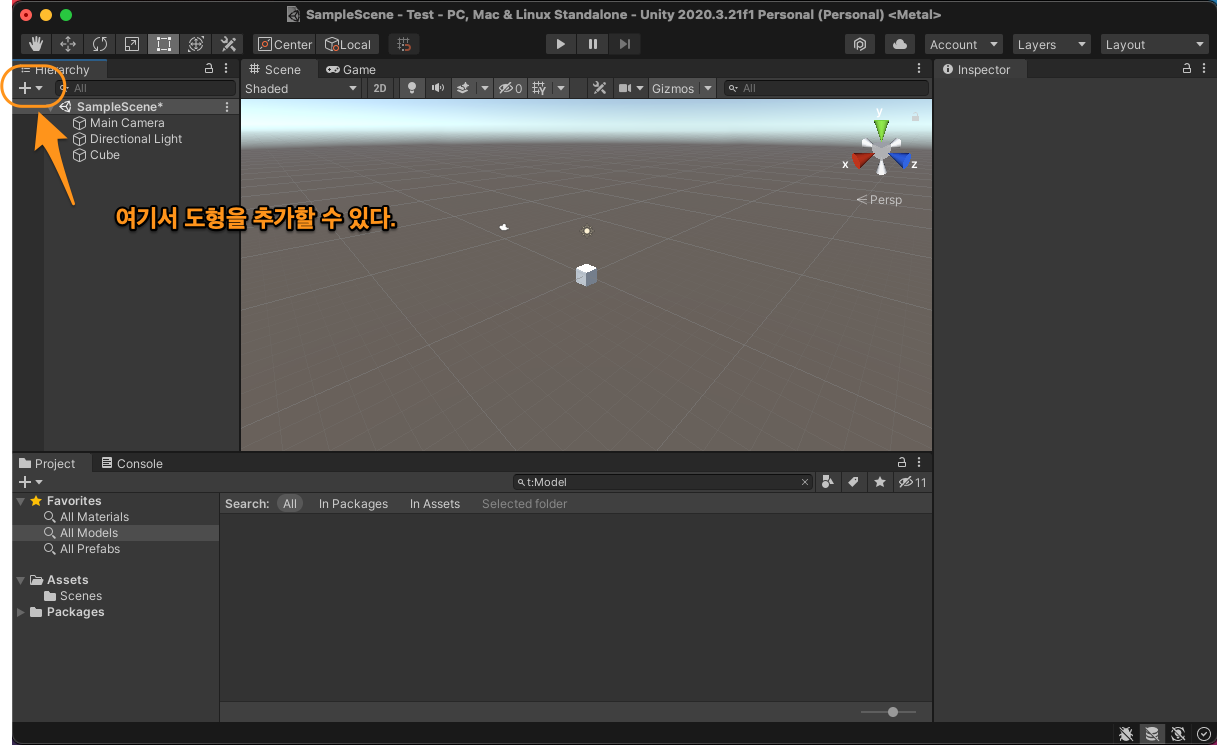 SampleScene - Test - PC, Mac & Linux Standalone - Unity 2020.3.21f1 Personal (Personal) <Metal>
Center Local Account Layers Layout
Hierarchy Scene Game Inspector
All Shaded 2D 0 Gizmos All
SampleScene*
Main Camera
Directional Light
Cube
y
x z
Persp
여기서 도형을 추가할 수 있다.
Project Console
t:Model 11
Favorites
All Materials
All Models
All Prefabs
Assets
Scenes
Packages
Search: All In Packages In Assets Selected folder